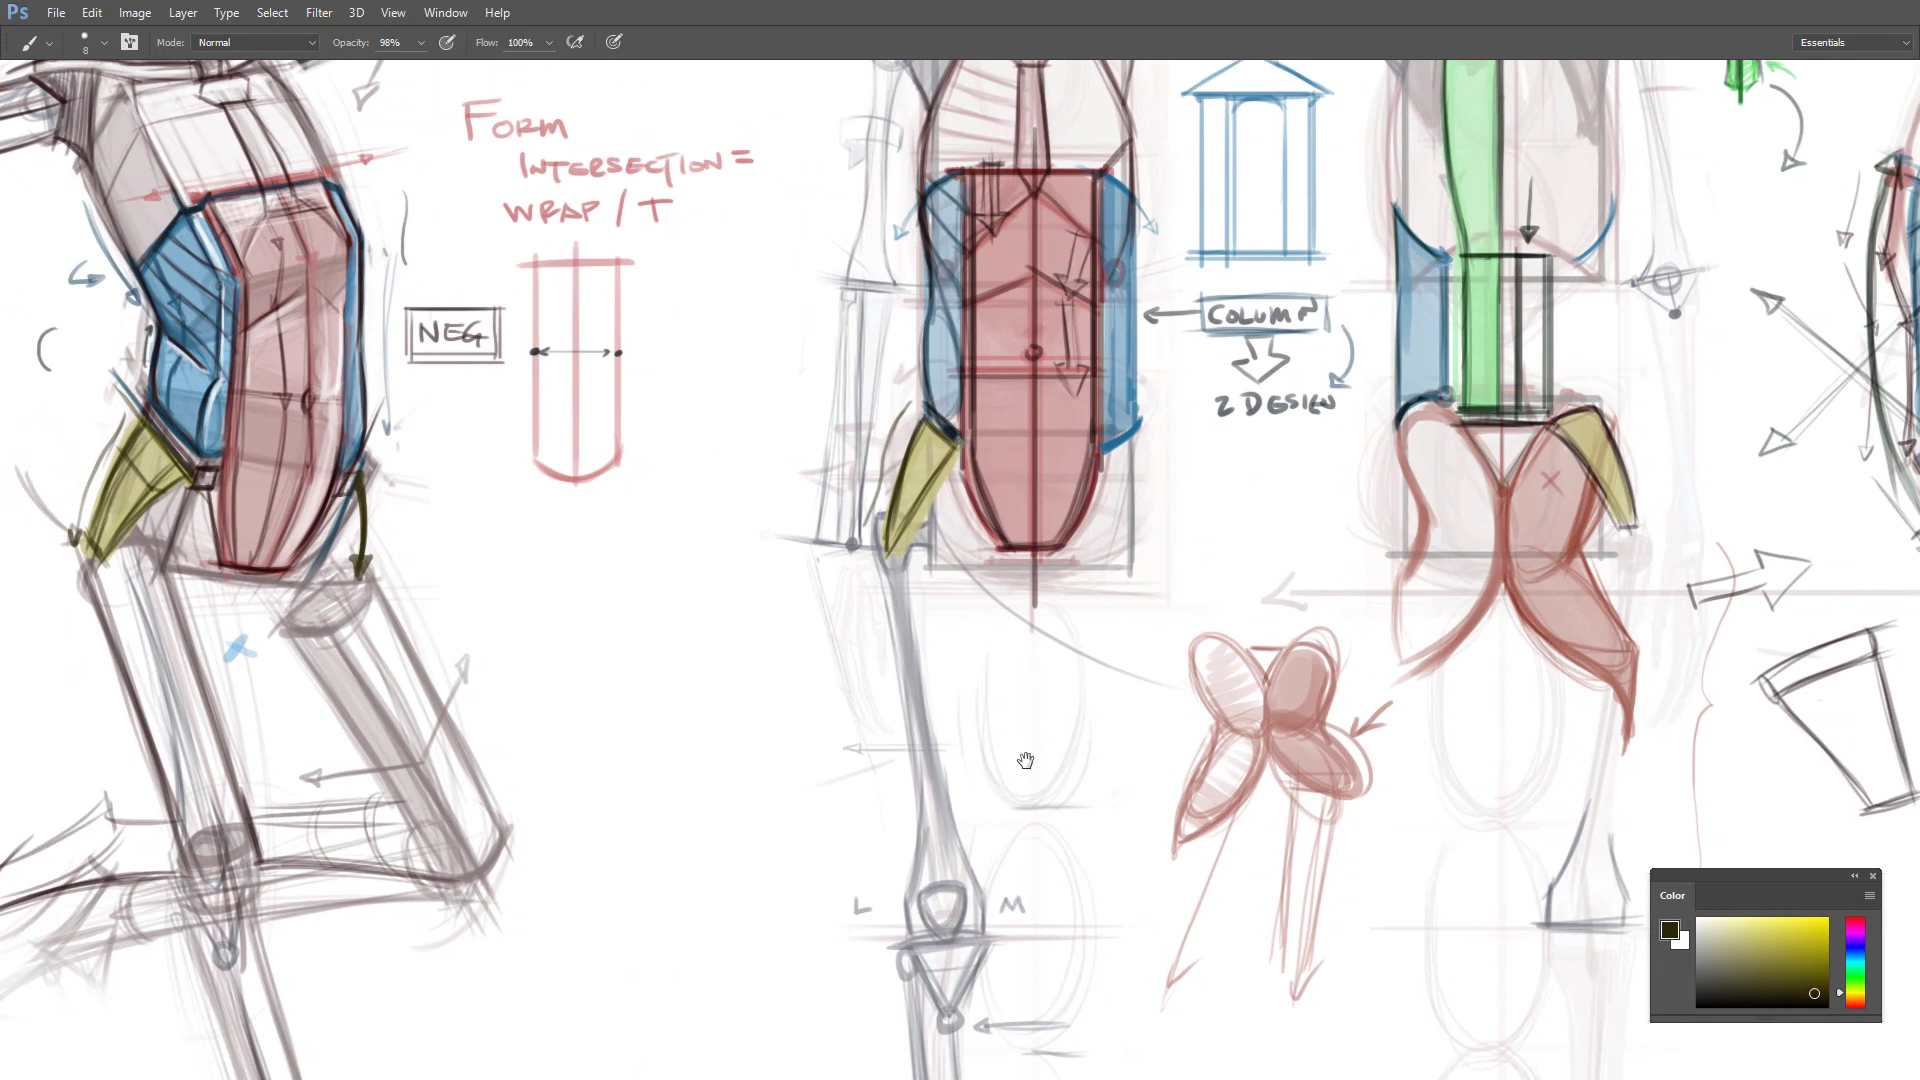 Ps File Edit Image Layer Type Select Filter 3D View Window Help
8 Mode: Normal Opacity: 98% Flow: 100% Essentials
FORM
INTERSECTION =
WRAP / T
NEG
COLUMN
2 DESIGN
L M
Color